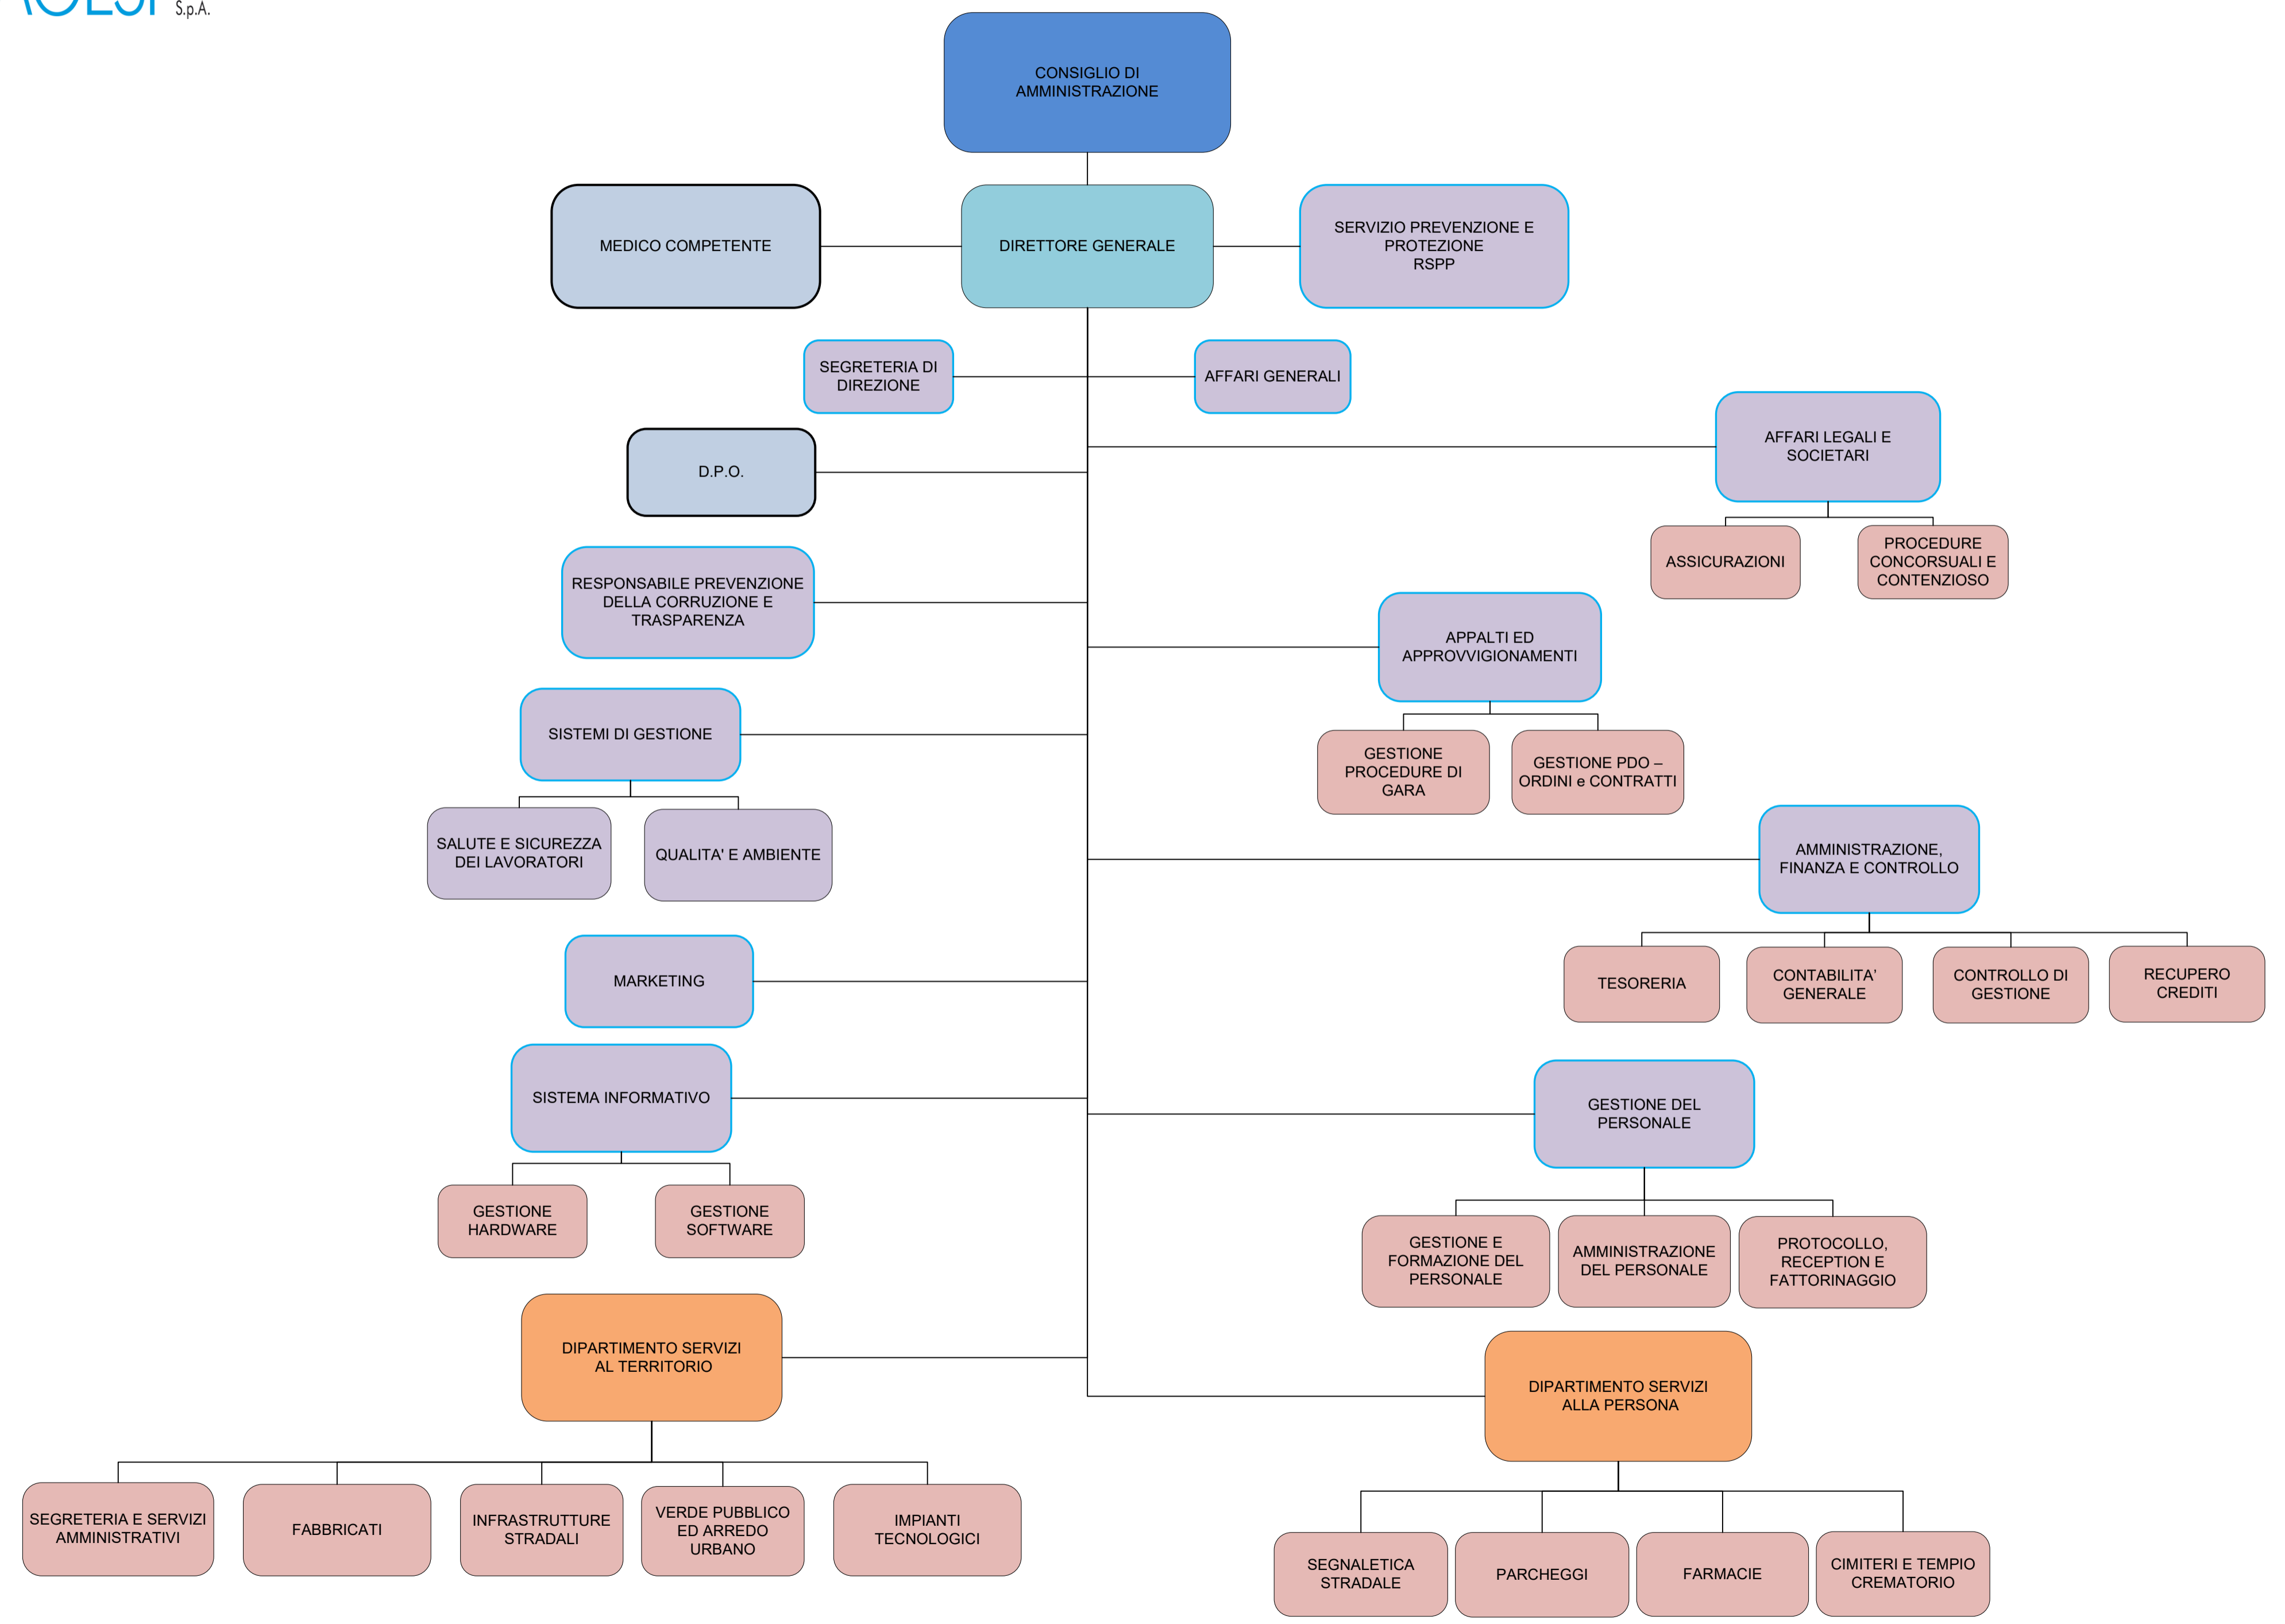 S.p.A.
CONSIGLIO DI
AMMINISTRAZIONE
MEDICO COMPETENTE
DIRETTORE GENERALE
SERVIZIO PREVENZIONE E
PROTEZIONE
RSPP
SEGRETERIA DI
DIREZIONE
AFFARI GENERALI
AFFARI LEGALI E
SOCIETARI
D.P.O.
ASSICURAZIONI
PROCEDURE
CONCORSUALI E
CONTENZIOSO
RESPONSABILE PREVENZIONE
DELLA CORRUZIONE E
TRASPARENZA
APPALTI ED
APPROVVIGIONAMENTI
SISTEMI DI GESTIONE
GESTIONE
PROCEDURE DI
GARA
GESTIONE PDO –
ORDINI e CONTRATTI
SALUTE E SICUREZZA
DEI LAVORATORI
QUALITA' E AMBIENTE
AMMINISTRAZIONE,
FINANZA E CONTROLLO
MARKETING
TESORERIA
CONTABILITA'
GENERALE
CONTROLLO DI
GESTIONE
RECUPERO
CREDITI
SISTEMA INFORMATIVO
GESTIONE DEL
PERSONALE
GESTIONE
HARDWARE
GESTIONE
SOFTWARE
GESTIONE E
FORMAZIONE DEL
PERSONALE
AMMINISTRAZIONE
DEL PERSONALE
PROTOCOLLO,
RECEPTION E
FATTORINAGGIO
DIPARTIMENTO SERVIZI
AL TERRITORIO
DIPARTIMENTO SERVIZI
ALLA PERSONA
SEGRETERIA E SERVIZI
AMMINISTRATIVI
FABBRICATI
INFRASTRUTTURE
STRADALI
VERDE PUBBLICO
ED ARREDO
URBANO
IMPIANTI
TECNOLOGICI
SEGNALETICA
STRADALE
PARCHEGGI
FARMACIE
CIMITERI E TEMPIO
CREMATORIO